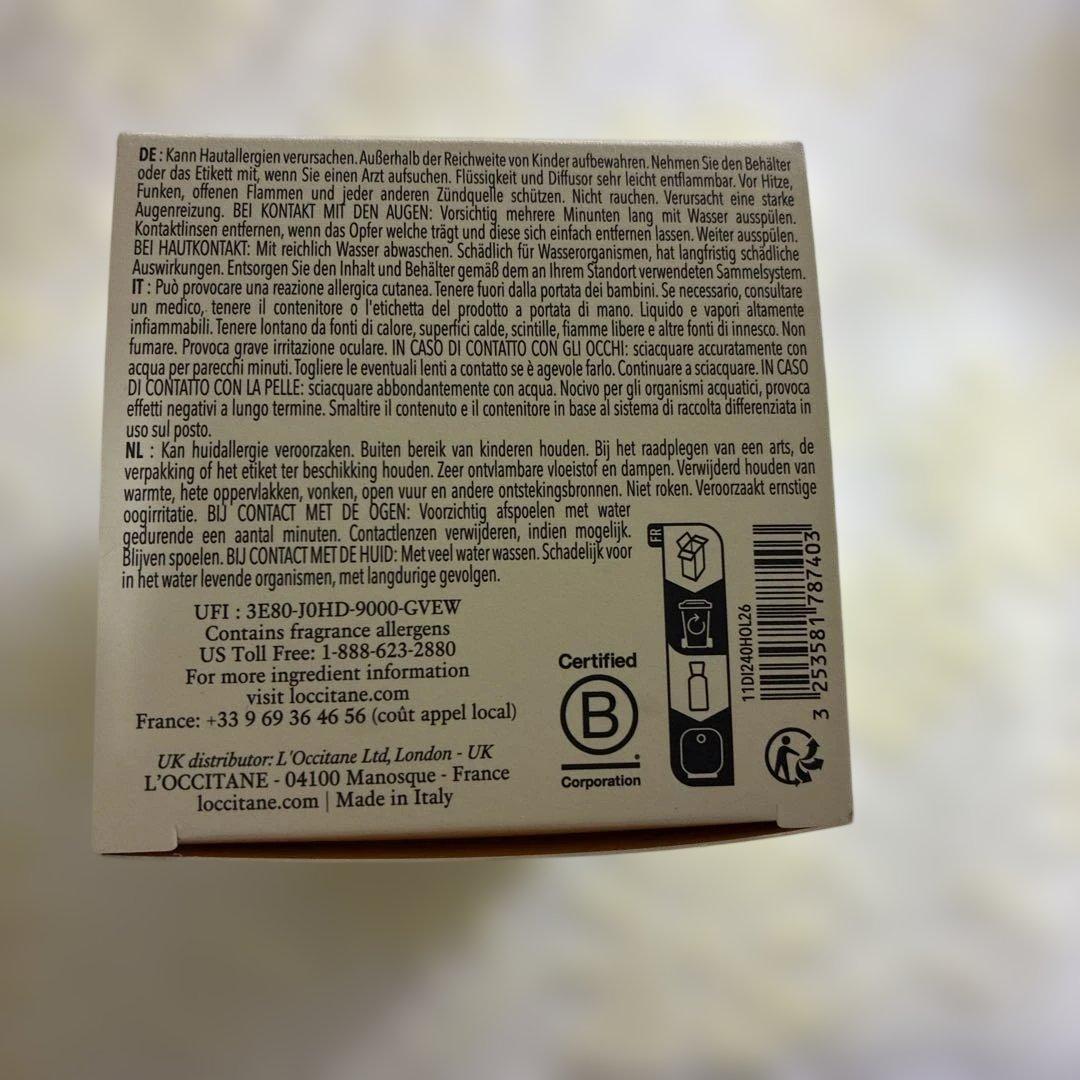 DE : Kann Hautallergien verursachen. Außerhalb der Reichweite von Kinder aufbewahren. Nehmen Sie den Behälter
oder das Etikett mit, wenn Sie einen Arzt aufsuchen. Flüssigkeit und Diffusor sehr leicht entflammbar. Vor Hitze,
Funken, offenen Flammen und jeder anderen Zündquelle schützen. Nicht rauchen. Verursacht eine starke
Augenreizung. BEI KONTAKT MIT DEN AUGEN: Vorsichtig mehrere Minunten lang mit Wasser ausspülen.
Kontaktlinsen entfernen, wenn das Opfer welche trägt und diese sich einfach entfernen lassen. Weiter ausspülen.
BEI HAUTKONTAKT: Mit reichlich Wasser abwaschen. Schädlich für Wasserorganismen, hat langfristig schädliche
Auswirkungen. Entsorgen Sie den Inhalt und Behälter gemäß dem an Ihrem Standort verwendeten Sammelsystem.
IT : Può provocare una reazione allergica cutanea. Tenere fuori dalla portata dei bambini. Se necessario, consultare
un medico, tenere il contenitore o l'etichetta del prodotto a portata di mano. Liquido e vapori altamente
infiammabili. Tenere lontano da fonti di calore, superfici calde, scintille, fiamme libere e altre fonti di innesco. Non
fumare. Provoca grave irritazione oculare. IN CASO DI CONTATTO CON GLI OCCHI: sciacquare accuratamente con
acqua per parecchi minuti. Togliere le eventuali lenti a contatto se è agevole farlo. Continuare a sciacquare. IN CASO
DI CONTATTO CON LA PELLE: sciacquare abbondantemente con acqua. Nocivo per gli organismi acquatici, provoca
effetti negativi a lungo termine. Smaltire il contenuto e il contenitore in base al sistema di raccolta differenziata in
uso sul posto.
NL : Kan huidallergie veroorzaken. Buiten bereik van kinderen houden. Bij het raadplegen van een arts, de
verpakking of het etiket ter beschikking houden. Zeer ontvlambare vloeistof en dampen. Verwijderd houden van
warmte, hete oppervlakken, vonken, open vuur en andere ontstekingsbronnen. Niet roken. Veroorzaakt ernstige
oogirritatie. BIJ CONTACT MET DE OGEN: Voorzichtig afspoelen met water
gedurende een aantal minuten. Contactlenzen verwijderen, indien mogelijk.
Blijven spoelen. BIJ CONTACT MET DE HUID: Met veel water wassen. Schadelijk voor
in het water levende organismen, met langdurige gevolgen.
UFI : 3E80-J0HD-9000-GVEW
Contains fragrance allergens
US Toll Free: 1-888-623-2880
For more ingredient information
visit loccitane.com
France: +33 9 69 36 46 56 (coût appel local)
UK distributor: L'Occitane Ltd, London - UK
L'OCCITANE - 04100 Manosque - France
loccitane.com | Made in Italy
Certified
B
Corporation
FR
11DI240HOL26
3 253581 787403